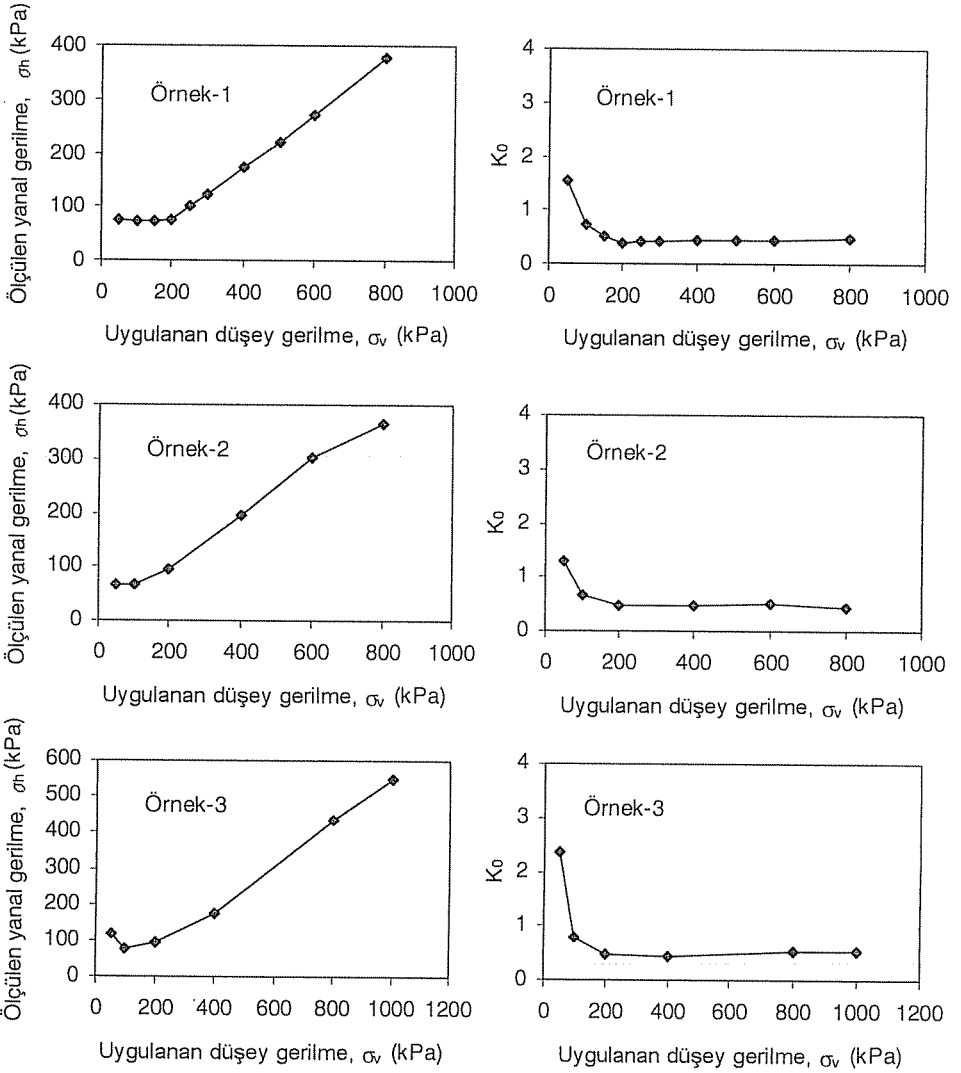 Ölçülen yanal gerilme, σh (kPa)
400
300
200
100
0
Örnek-1
0 200 400 600 800 1000
Uygulanan düşey gerilme, σv (kPa)
K0
4
3
2
1
0
Örnek-1
0 200 400 600 800 1000
Uygulanan düşey gerilme, σv (kPa)
Ölçülen yanal gerilme, σh (kPa)
400
300
200
100
0
Örnek-2
0 200 400 600 800 1000
Uygulanan düşey gerilme, σv (kPa)
K0
4
3
2
1
0
Örnek-2
0 200 400 600 800 1000
Uygulanan düşey gerilme, σv (kPa)
Ölçülen yanal gerilme, σh (kPa)
600
500
400
300
200
100
0
Örnek-3
0 200 400 600 800 1000 1200
Uygulanan düşey gerilme, σv (kPa)
K0
4
3
2
1
0
Örnek-3
0 200 400 600 800 1000 1200
Uygulanan düşey gerilme, σv (kPa)